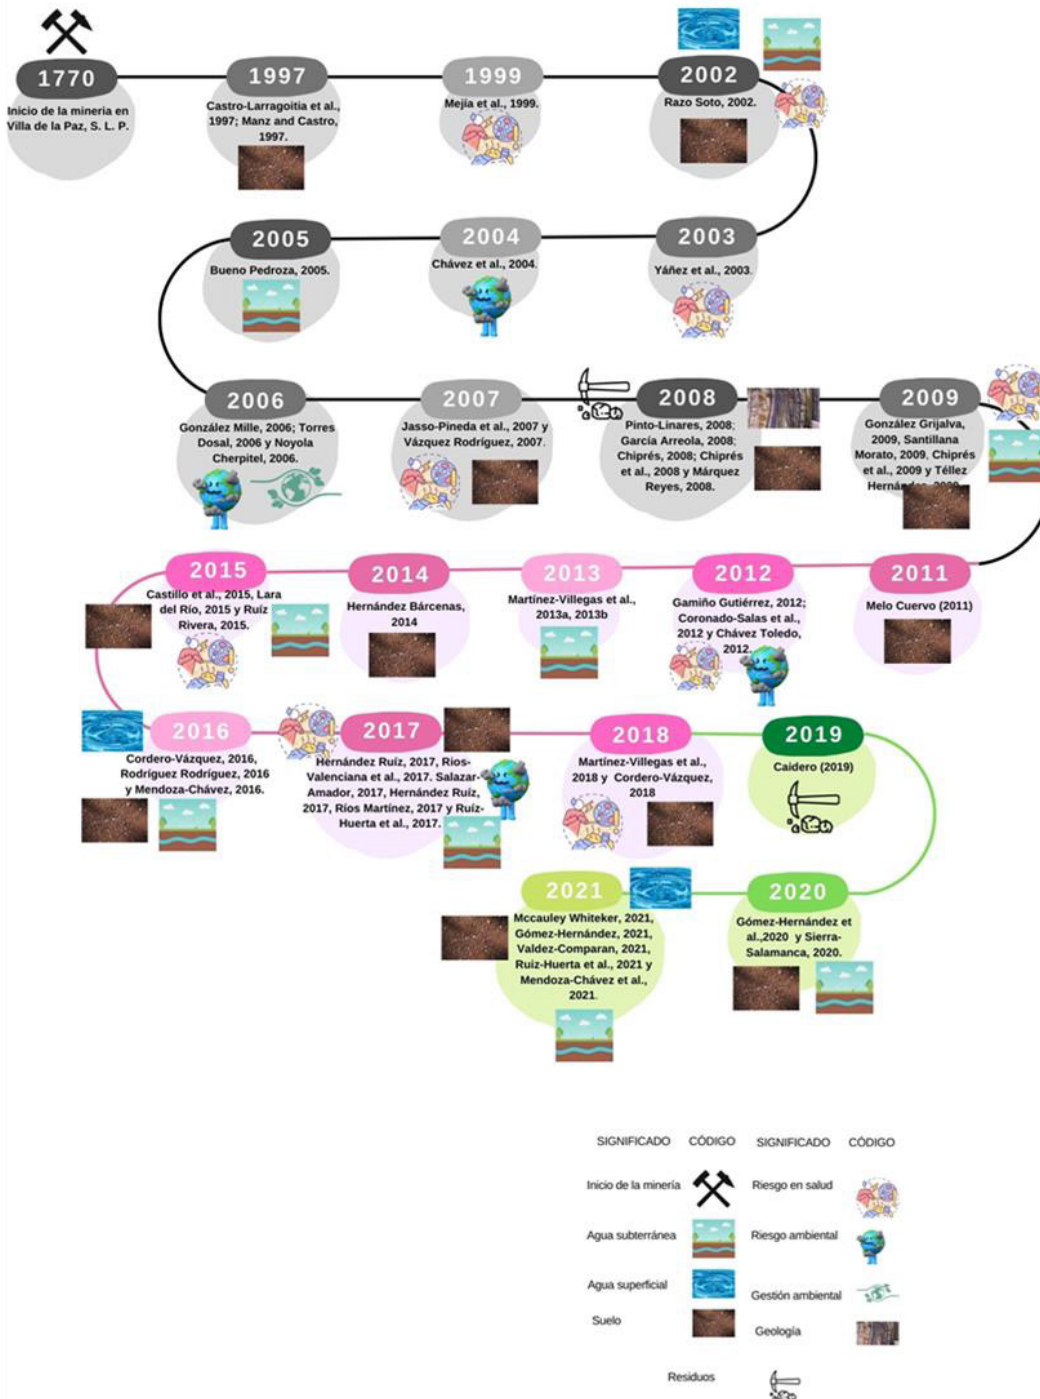 1770
1997
1999
2002
Inicio de la mineria en
Villa de la Paz, S. L. P.
Castro-Larragoitia et al.,
1997; Manz and Castro,
1997.
Mejía et al., 1999.
Razo Soto, 2002.
2005
2004
2003
Bueno Pedroza, 2005.
Chávez et al., 2004.
Yáñez et al., 2003.
2006
2007
2008
2009
González Mille, 2006; Torres
Dosal, 2006 y Noyola
Cherpitel, 2006.
Jasso-Pineda et al., 2007 y
Vázquez Rodríguez, 2007.
Pinto-Linares, 2008;
García Arreola, 2008;
Chiprés, 2008; Chiprés
et al., 2008 y Márquez
Reyes, 2008.
González Grijalva,
2009, Santillana
Morato, 2009. Chiprés
et al., 2009 y Téllez
Hernández, 2009.
2015
2014
2013
2012
2011
Castillo et al., 2015, Lara
del Río, 2015 y Ruíz
Rivera, 2015.
Hernández Bárcenas,
2014
Martínez-Villegas et al.,
2013a, 2013b
Gamiño Gutiérrez, 2012;
Coronado-Salas et al.,
2012 y Chávez Toledo,
2012.
Melo Cuervo (2011)
2016
2017
2018
2019
Cordero-Vázquez, 2016,
Rodríguez Rodríguez, 2016
y Mendoza-Chávez, 2016.
Hernández Ruíz, 2017, Rios-
Valenciana et al., 2017. Salazar-
Amador, 2017, Hernández Ruíz,
2017, Ríos Martínez, 2017 y Ruíz-
Huerta et al., 2017.
Martínez-Villegas et al.,
2018 y Cordero-Vázquez,
2018
Caidero (2019)
2021
2020
Mccauley Whiteker, 2021,
Gómez-Hernández, 2021,
Valdez-Comparan, 2021,
Ruiz-Huerta et al., 2021 y
Mendoza-Chávez et al.,
2021.
Gómez-Hernández et
al.,2020 y Sierra-
Salamanca, 2020.
SIGNIFICADO CÓDIGO SIGNIFICADO CÓDIGO
Inicio de la minería Riesgo en salud
Agua subterránea Riesgo ambiental
Agua superficial Gestión ambiental
Suelo Geología
Residuos